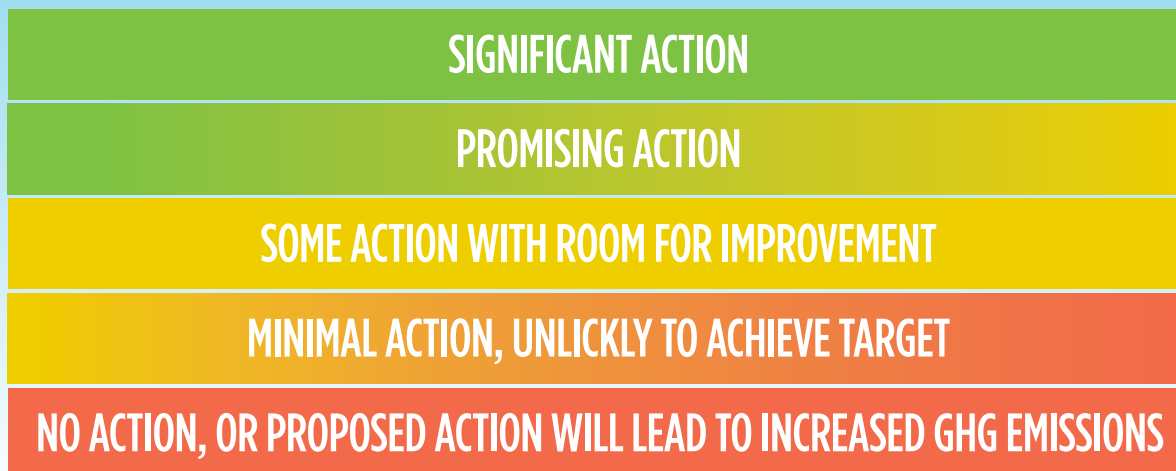 SIGNIFICANT ACTION
PROMISING ACTION
SOME ACTION WITH ROOM FOR IMPROVEMENT
MINIMAL ACTION, UNLICKLY TO ACHIEVE TARGET
NO ACTION, OR PROPOSED ACTION WILL LEAD TO INCREASED GHG EMISSIONS